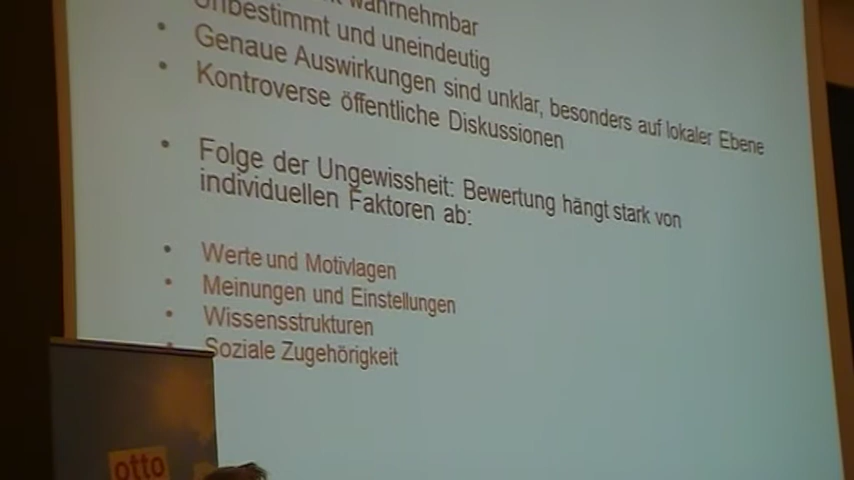 wahrnehmbar
Unbestimmt und uneindeutig
• Genaue Auswirkungen sind unklar, besonders auf lokaler Ebene
• Kontroverse öffentliche Diskussionen
• Folge der Ungewissheit: Bewertung hängt stark von
individuellen Faktoren ab:
• Werte und Motivlagen
• Meinungen und Einstellungen
• Wissensstrukturen
• Soziale Zugehörigkeit
otto